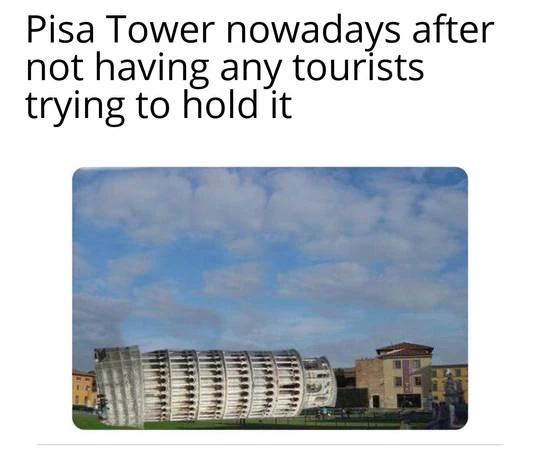 Pisa Tower nowadays after
not having any tourists
trying to hold it